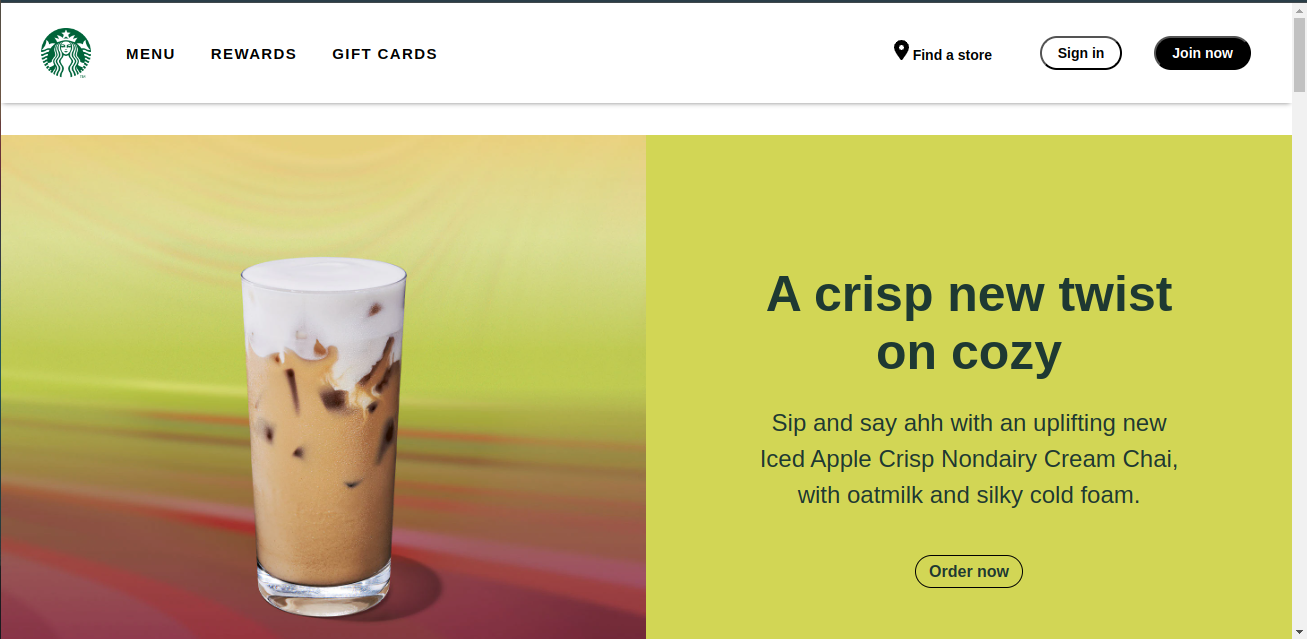 MENU REWARDS GIFT CARDS Find a store Sign in Join now
TM
A crisp new twist
on cozy
Sip and say ahh with an uplifting new
Iced Apple Crisp Nondairy Cream Chai,
with oatmilk and silky cold foam.
Order now